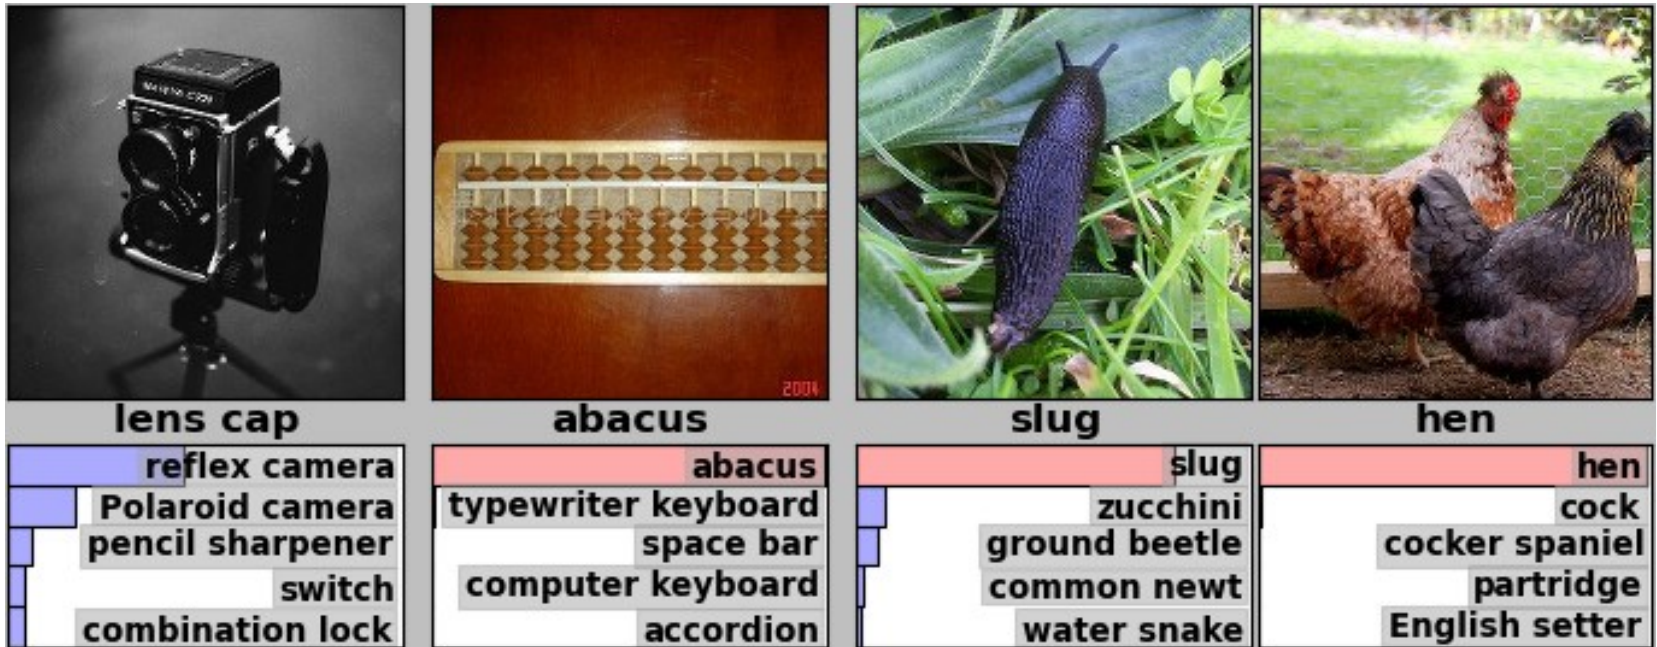 MAMIYA C330
2004
lens cap
abacus
slug
hen
reflex camera
Polaroid camera
pencil sharpener
switch
combination lock
abacus
typewriter keyboard
space bar
computer keyboard
accordion
slug
zucchini
ground beetle
common newt
water snake
hen
cock
cocker spaniel
partridge
English setter